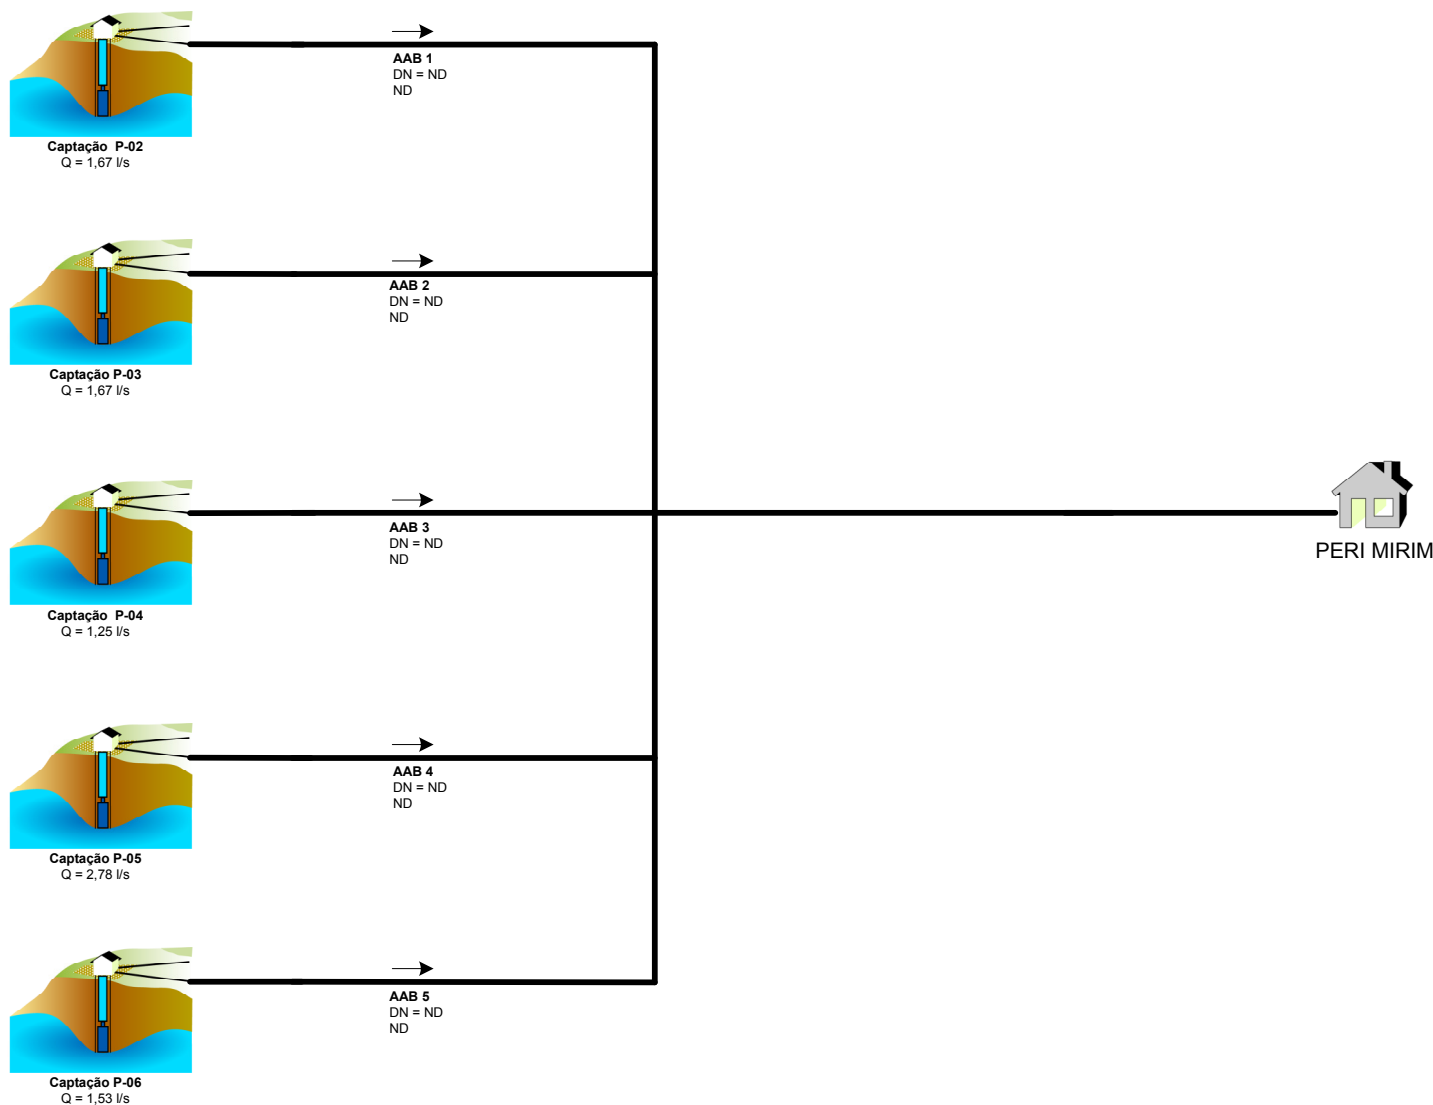 AAB 1
DN = ND
ND
Captação P-02
Q = 1,67 l/s
AAB 2
DN = ND
ND
Captação P-03
Q = 1,67 l/s
AAB 3
DN = ND
ND
PERI MIRIM
Captação P-04
Q = 1,25 l/s
AAB 4
DN = ND
ND
Captação P-05
Q = 2,78 l/s
AAB 5
DN = ND
ND
Captação P-06
Q = 1,53 l/s